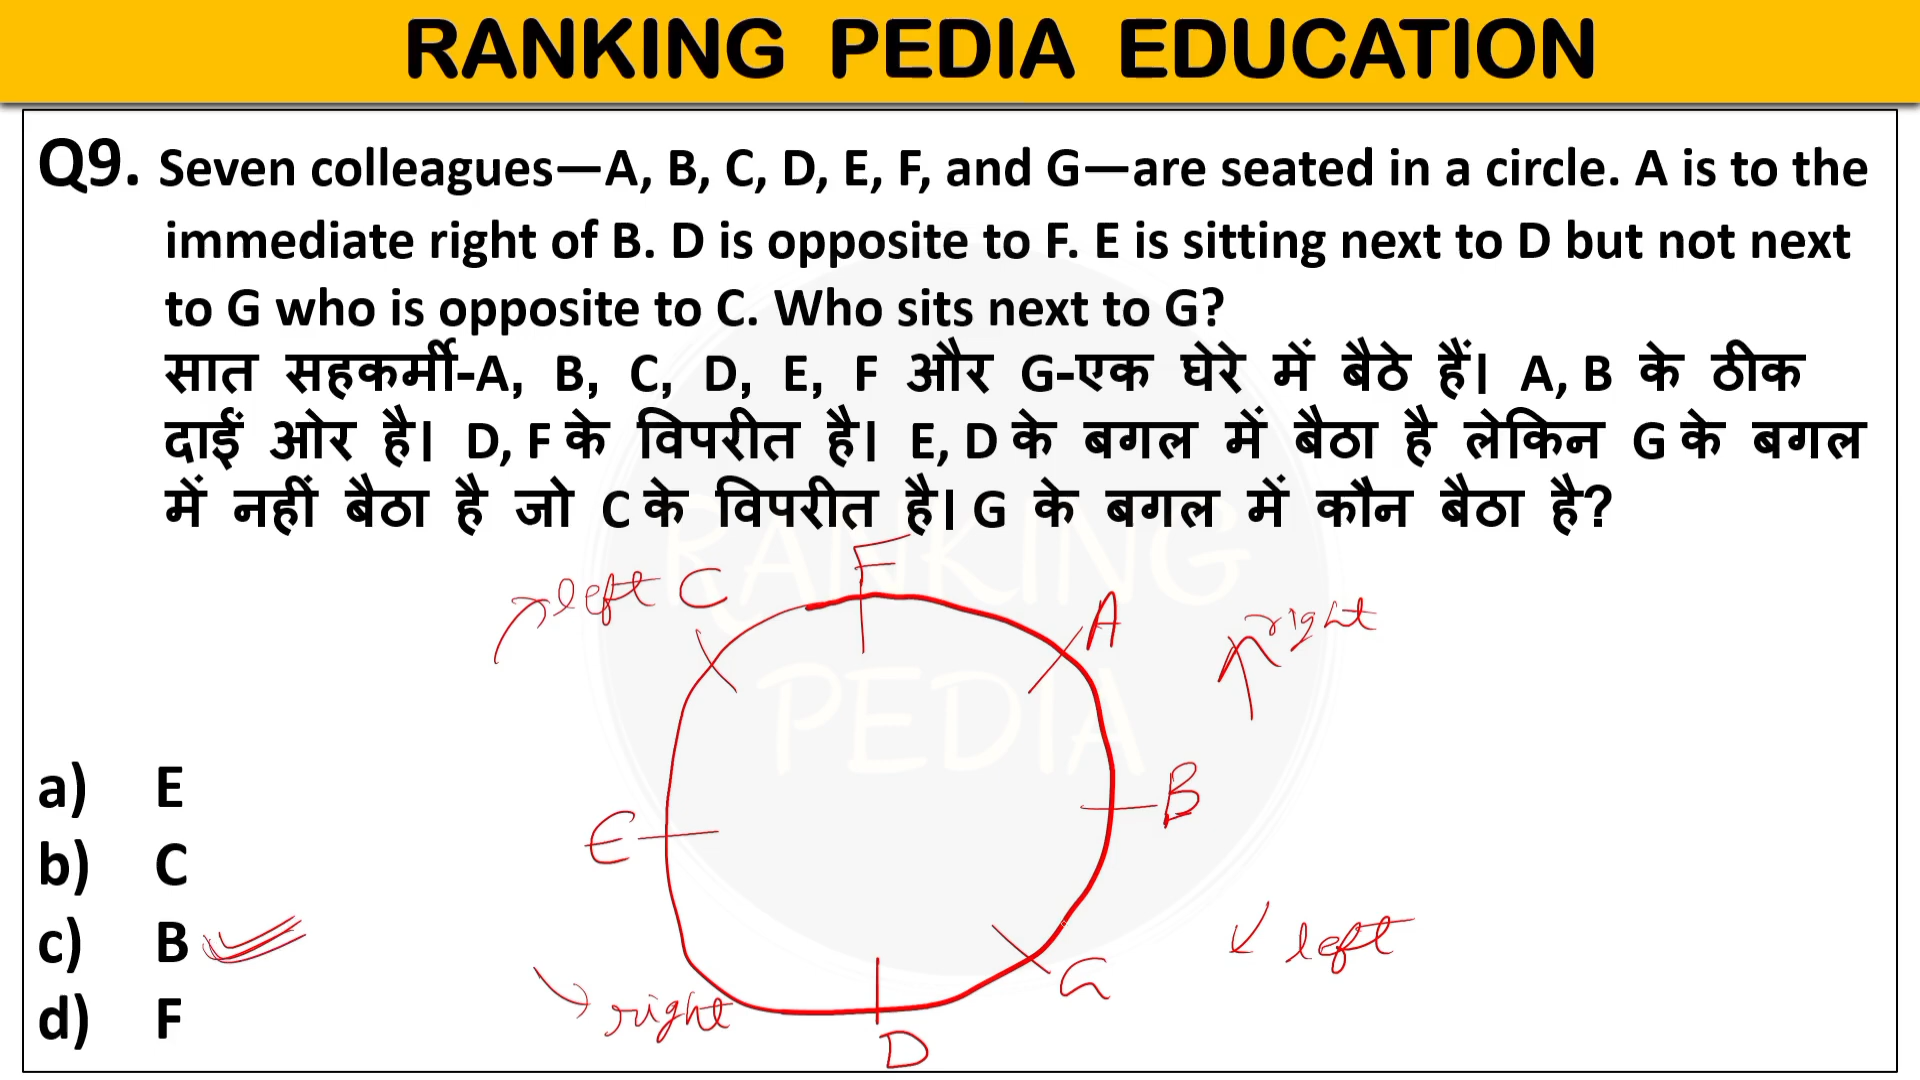 RANKING PEDIA EDUCATION
Q9. Seven colleagues—A, B, C, D, E, F, and G—are seated in a circle. A is to the
immediate right of B. D is opposite to F. E is sitting next to D but not next
to G who is opposite to C. Who sits next to G?
सात सहकर्मी-A, B, C, D, E, F और G-एक घेरे में बैठे हैं। A, B के ठीक
दाईं ओर है। D, F के विपरीत है। E, D के बगल में बैठा है लेकिन G के बगल
में नहीं बैठा है जो C के विपरीत है। G के बगल में कौन बैठा है?
RANKING
PEDIA
F
left C
A
right
B
E
left
G
right
D
a) E
b) C
c) B
d) F